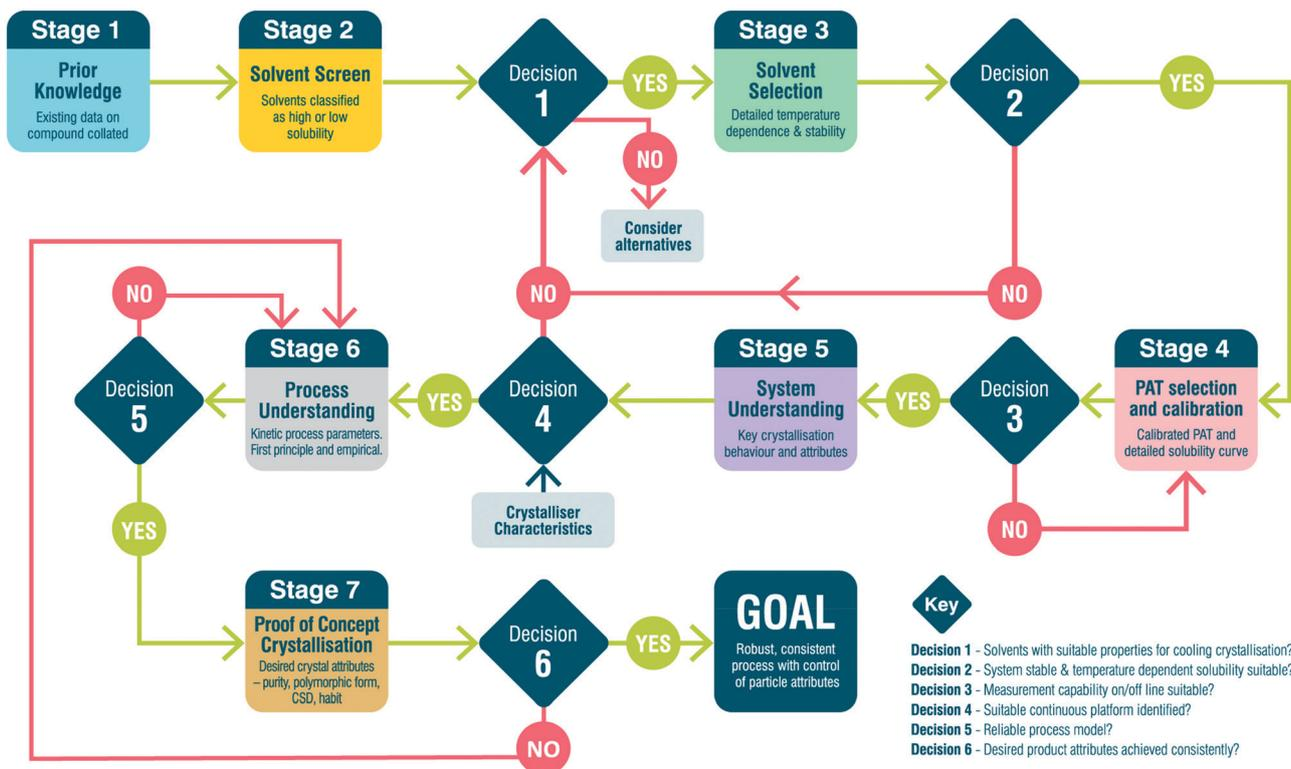 Stage 1
Prior
Knowledge
Existing data on
compound collated
Stage 2
Solvent Screen
Solvents classified
as high or low
solubility
Decision
1
YES
NO
Consider
alternatives
Stage 3
Solvent
Selection
Detailed temperature
dependence & stability
Decision
2
YES
NO
NO
Stage 4
PAT selection
and calibration
Calibrated PAT and
detailed solubility curve
Decision
3
NO
YES
Stage 5
System
Understanding
Key crystallisation
behaviour and attributes
Decision
4
Crystalliser
Characteristics
YES
Stage 6
Process
Understanding
Kinetic process parameters.
First principle and empirical.
Decision
5
NO
YES
Stage 7
Proof of Concept
Crystallisation
Desired crystal attributes
– purity, polymorphic form,
CSD, habit
Decision
6
NO
YES
GOAL
Robust, consistent
process with control
of particle attributes
Key
Decision 1 - Solvents with suitable properties for cooling crystallisation?
Decision 2 - System stable & temperature dependent solubility suitable?
Decision 3 - Measurement capability on/off line suitable?
Decision 4 - Suitable continuous platform identified?
Decision 5 - Reliable process model?
Decision 6 - Desired product attributes achieved consistently?